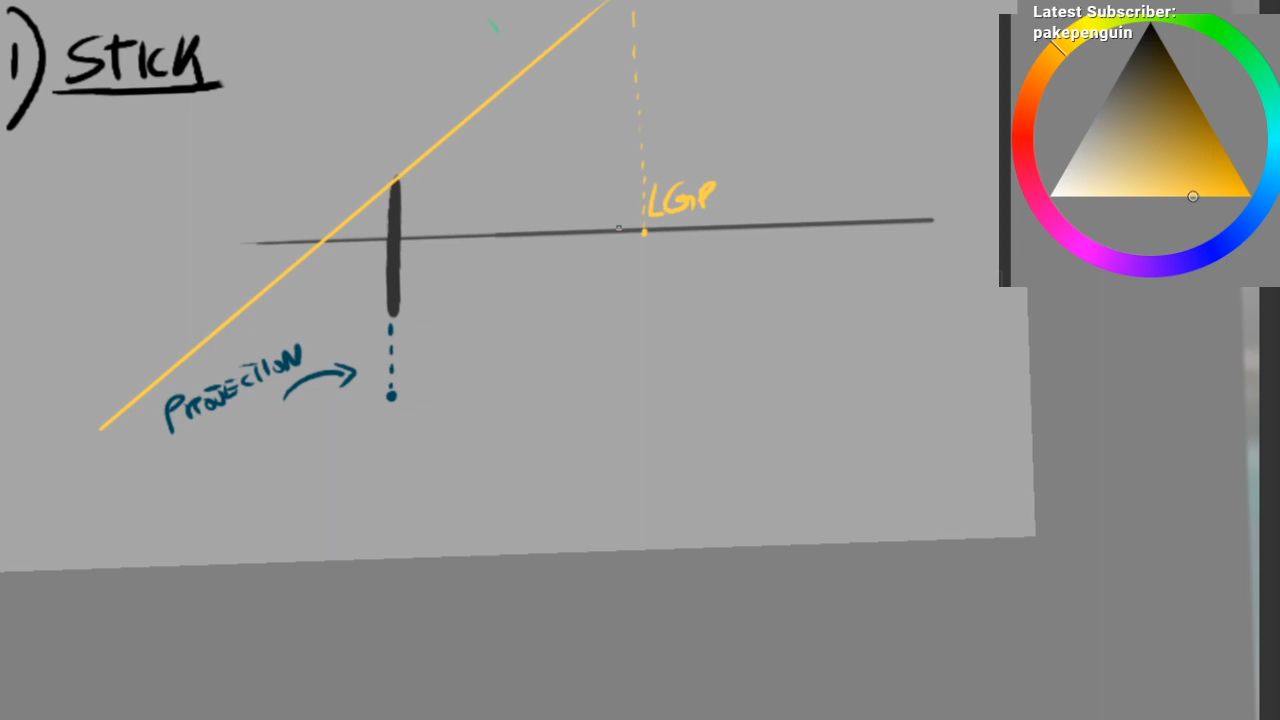 1) STICK
Latest Subscriber:
pakepenguin
LGP
PROJECTION